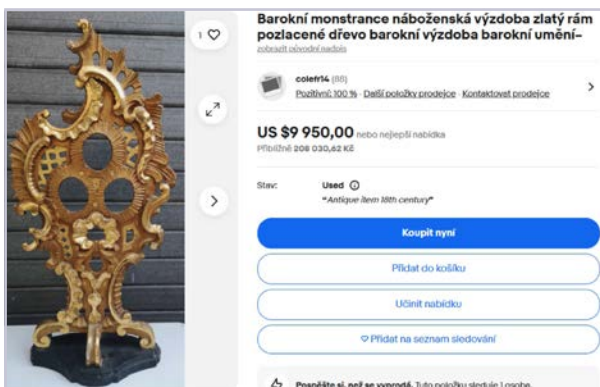 Barokní monstrance náboženská výzdoba zlatý rám
pozlacené dřevo barokní výzdoba barokní umění–
zobrazit původní nadpis
1
colefr14 (88)
Pozitivní: 100 % · Další položky prodejce · Kontaktovat prodejce
US $9 950,00 nebo nejlepší nabídka
Přibližně 208 030,62 Kč
Stav: Used
"Antique item 18th century"
Koupit nyní
Přidat do košíku
Učinit nabídku
Přidat na seznam sledování
Pospěšte si, než se vyprodá. Tuto položku sleduje 1 osoba.